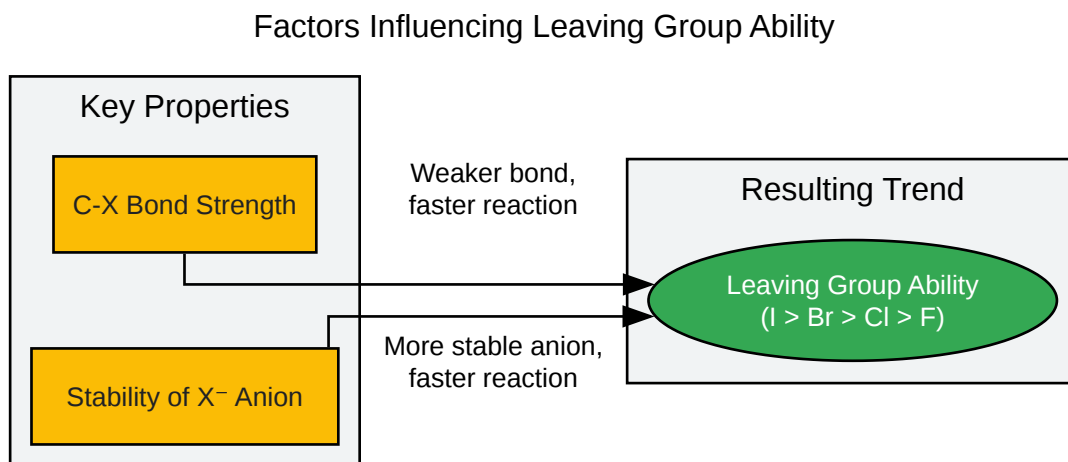 Factors Influencing Leaving Group Ability
Key Properties
C-X Bond Strength
Stability of X⁻ Anion
Weaker bond,
faster reaction
More stable anion,
faster reaction
Resulting Trend
Leaving Group Ability
(I > Br > Cl > F)